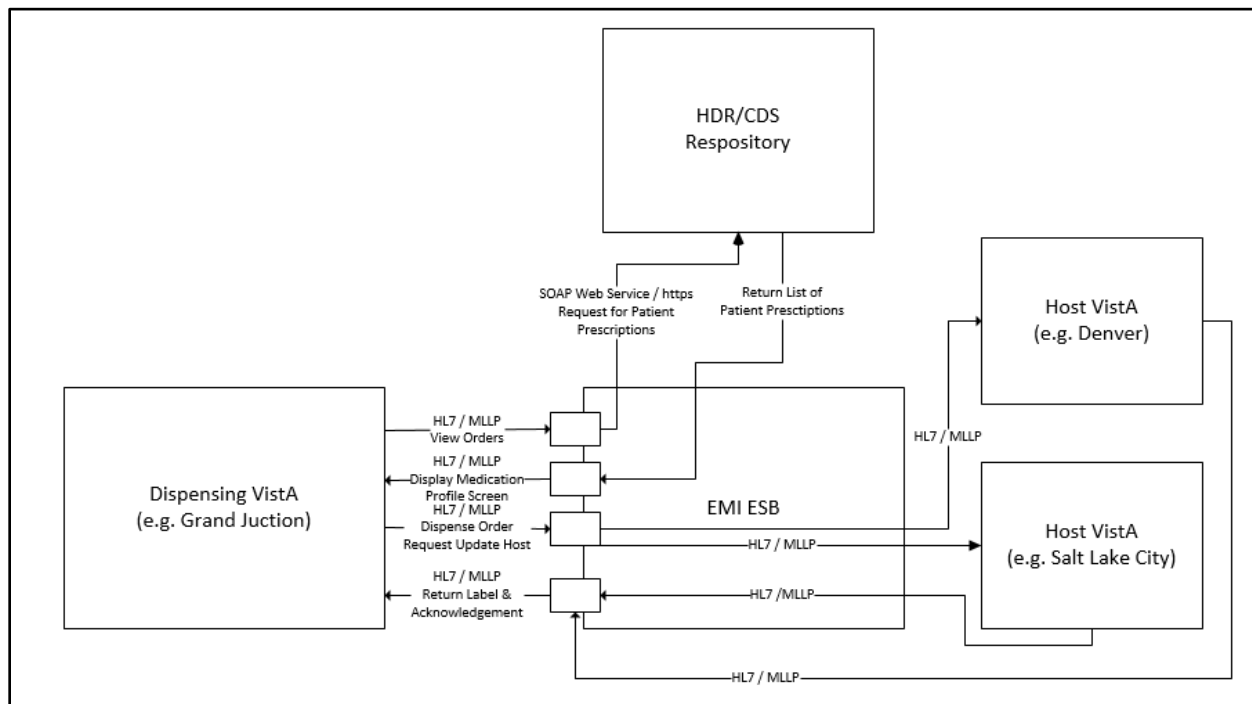 HDR/CDS
Respository
SOAP Web Service / https
Request for Patient
Prescriptions
Return List of
Patient Presctiptions
Host VistA
(e.g. Denver)
HL7 / MLLP
View Orders
HL7 / MLLP
HL7 / MLLP
Display Medication
Profile Screen
Dispensing VistA
(e.g. Grand Juction)
HL7 / MLLP
Dispense Order
Request Update Host
EMI ESB
HL7 / MLLP
Host VistA
(e.g. Salt Lake City)
HL7 / MLLP
Return Label &
Acknowledgement
HL7 /MLLP
HL7 / MLLP